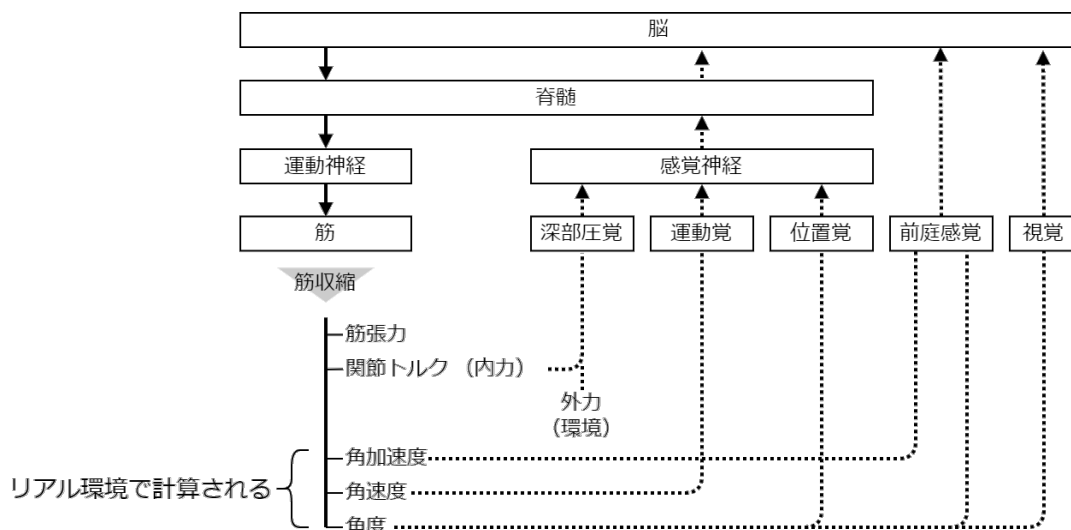 脳
脊髄
運動神経
感覚神経
筋
深部圧覚
運動覚
位置覚
前庭感覚
視覚
筋収縮
筋張力
関節トルク （内力）
外力
（環境）
角加速度
リアル環境で計算される
角速度
角度